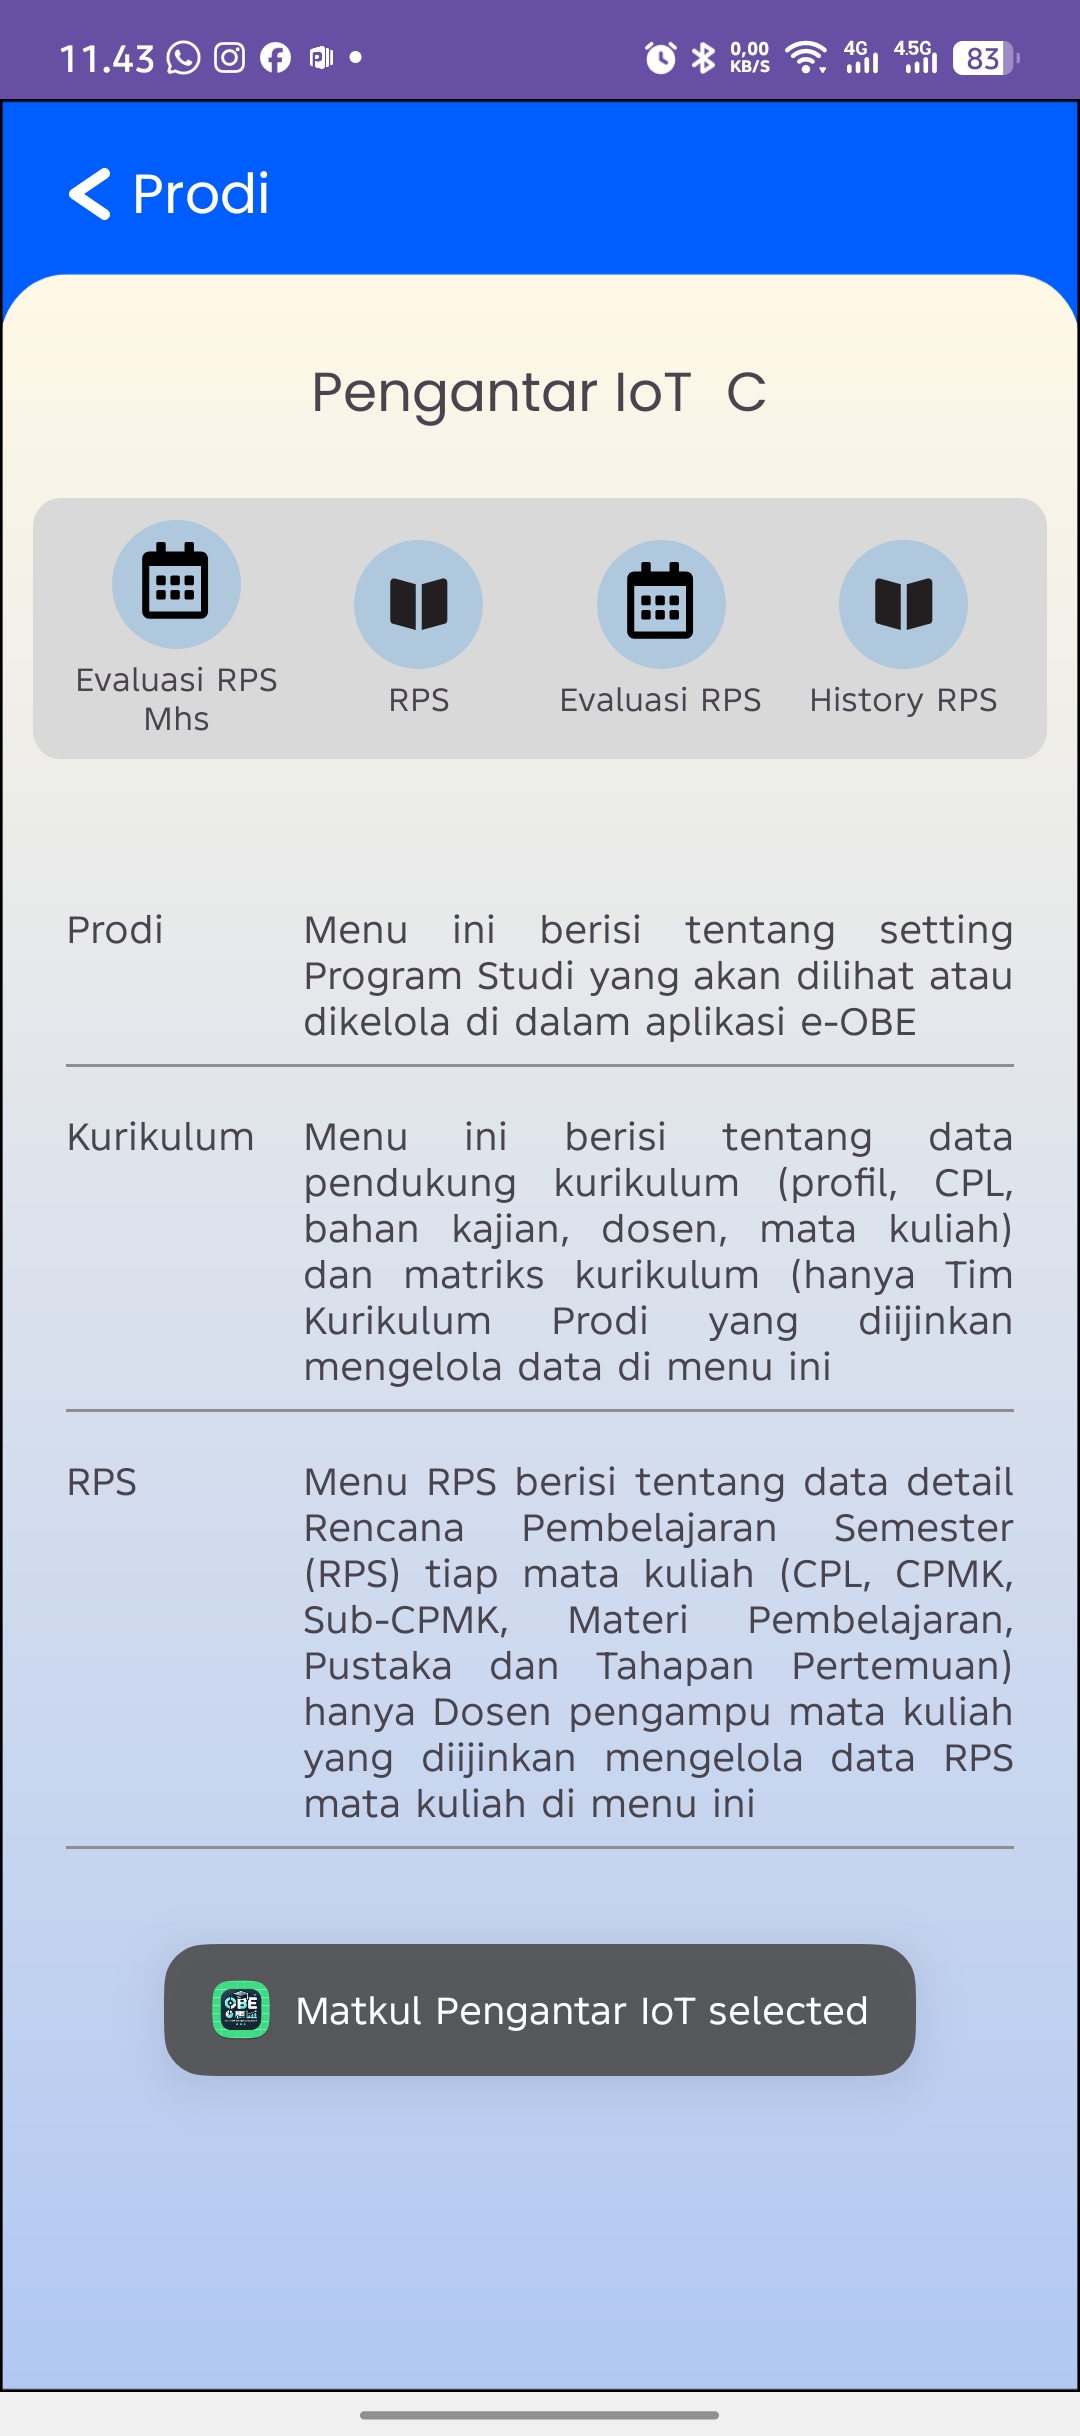 11.43
0,00
KB/S
4G
4.5G
83
Prodi
Pengantar IoT  C
Evaluasi RPS
Mhs
RPS
Evaluasi RPS
History RPS
Prodi
Menu ini berisi tentang setting
Program Studi yang akan dilihat atau
dikelola di dalam aplikasi e-OBE
Kurikulum
Menu ini berisi tentang data
pendukung kurikulum (profil, CPL,
bahan kajian, dosen, mata kuliah)
dan matriks kurikulum (hanya Tim
Kurikulum Prodi yang diijinkan
mengelola data di menu ini
RPS
Menu RPS berisi tentang data detail
Rencana Pembelajaran Semester
(RPS) tiap mata kuliah (CPL, CPMK,
Sub-CPMK, Materi Pembelajaran,
Pustaka dan Tahapan Pertemuan)
hanya Dosen pengampu mata kuliah
yang diijinkan mengelola data RPS
mata kuliah di menu ini
OBE
Matkul Pengantar IoT selected